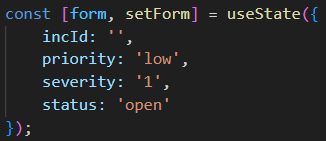 const [form, setForm] = useState({
    incId: '',
    priority: 'low',
    severity: '1',
    status: 'open'
});